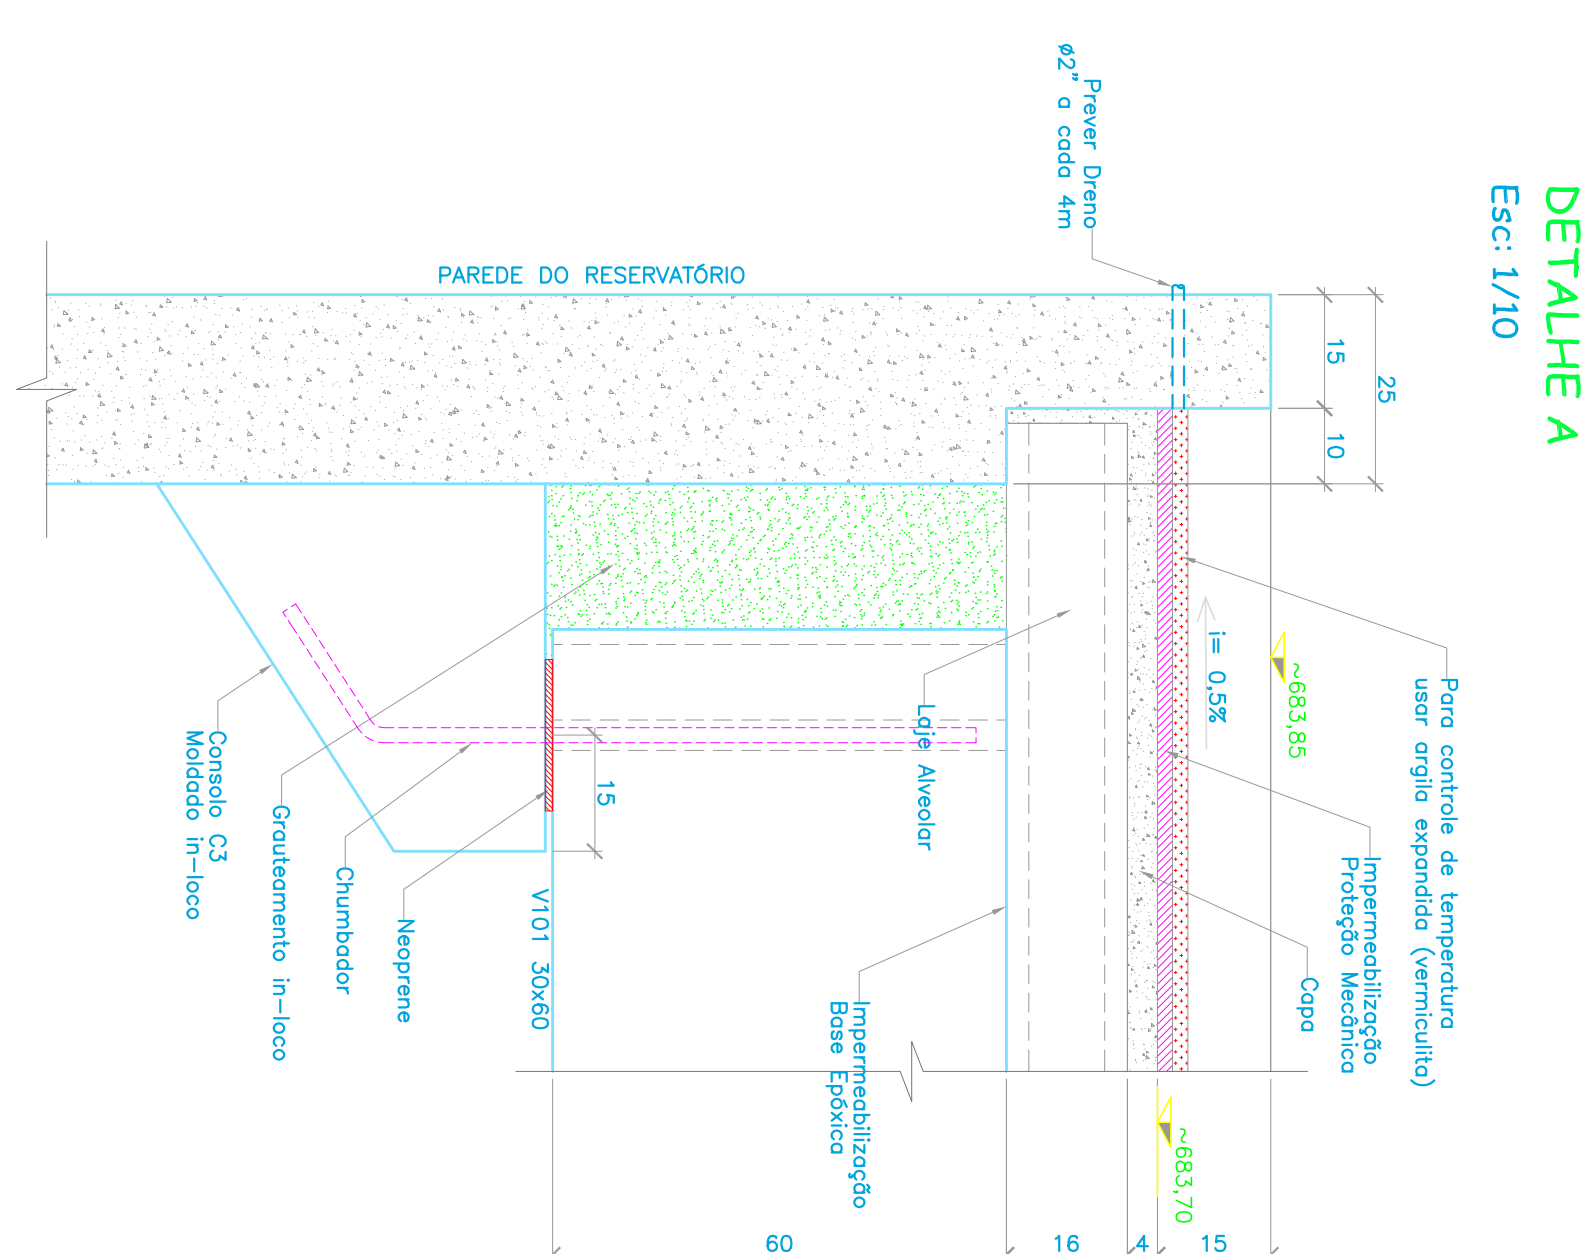 DETALHE A
Esc: 1/10
Prever Dreno
ø2" a cada 4m
PAREDE DO RESERVATÓRIO
25
15
10
~683,85
i= 0,5%
Para controle de temperatura
usar argila expandida (vermiculita)
Impermeabilização
Proteção Mecânica
Capa
Laje Alveolar
Impermeabilização
Base Epóxica
15
V101 30x60
Neoprene
Chumbador
Grauteamento in-loco
Consolo C3
Moldado in-loco
~683,70
60
16
4
15